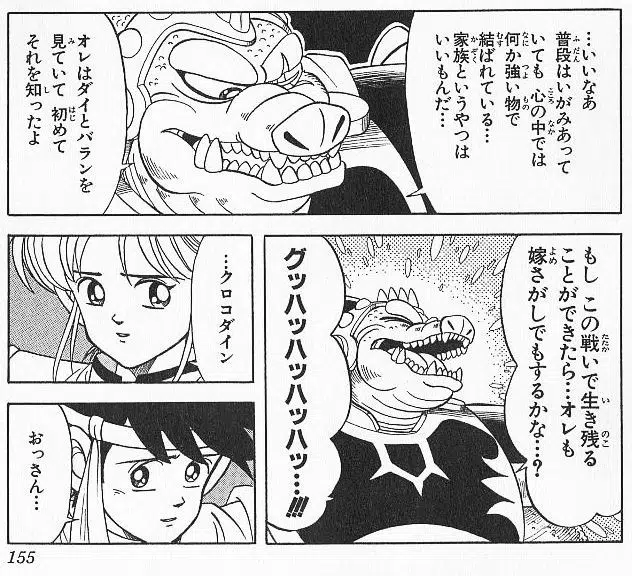 …いいなあ
普段はいがみあって
いても 心の中では
何か強い物で
結ばれている…
家族というやつは
いいもんだ…
オレはダイとバランを
見ていて 初めて
それを知ったよ
もし この戦いで生き残る
ことができたら……オレも
嫁さがしでもするかな…?
グッハッハッハッハッハッ…!!!
…クロコダイン
おっさん…
155